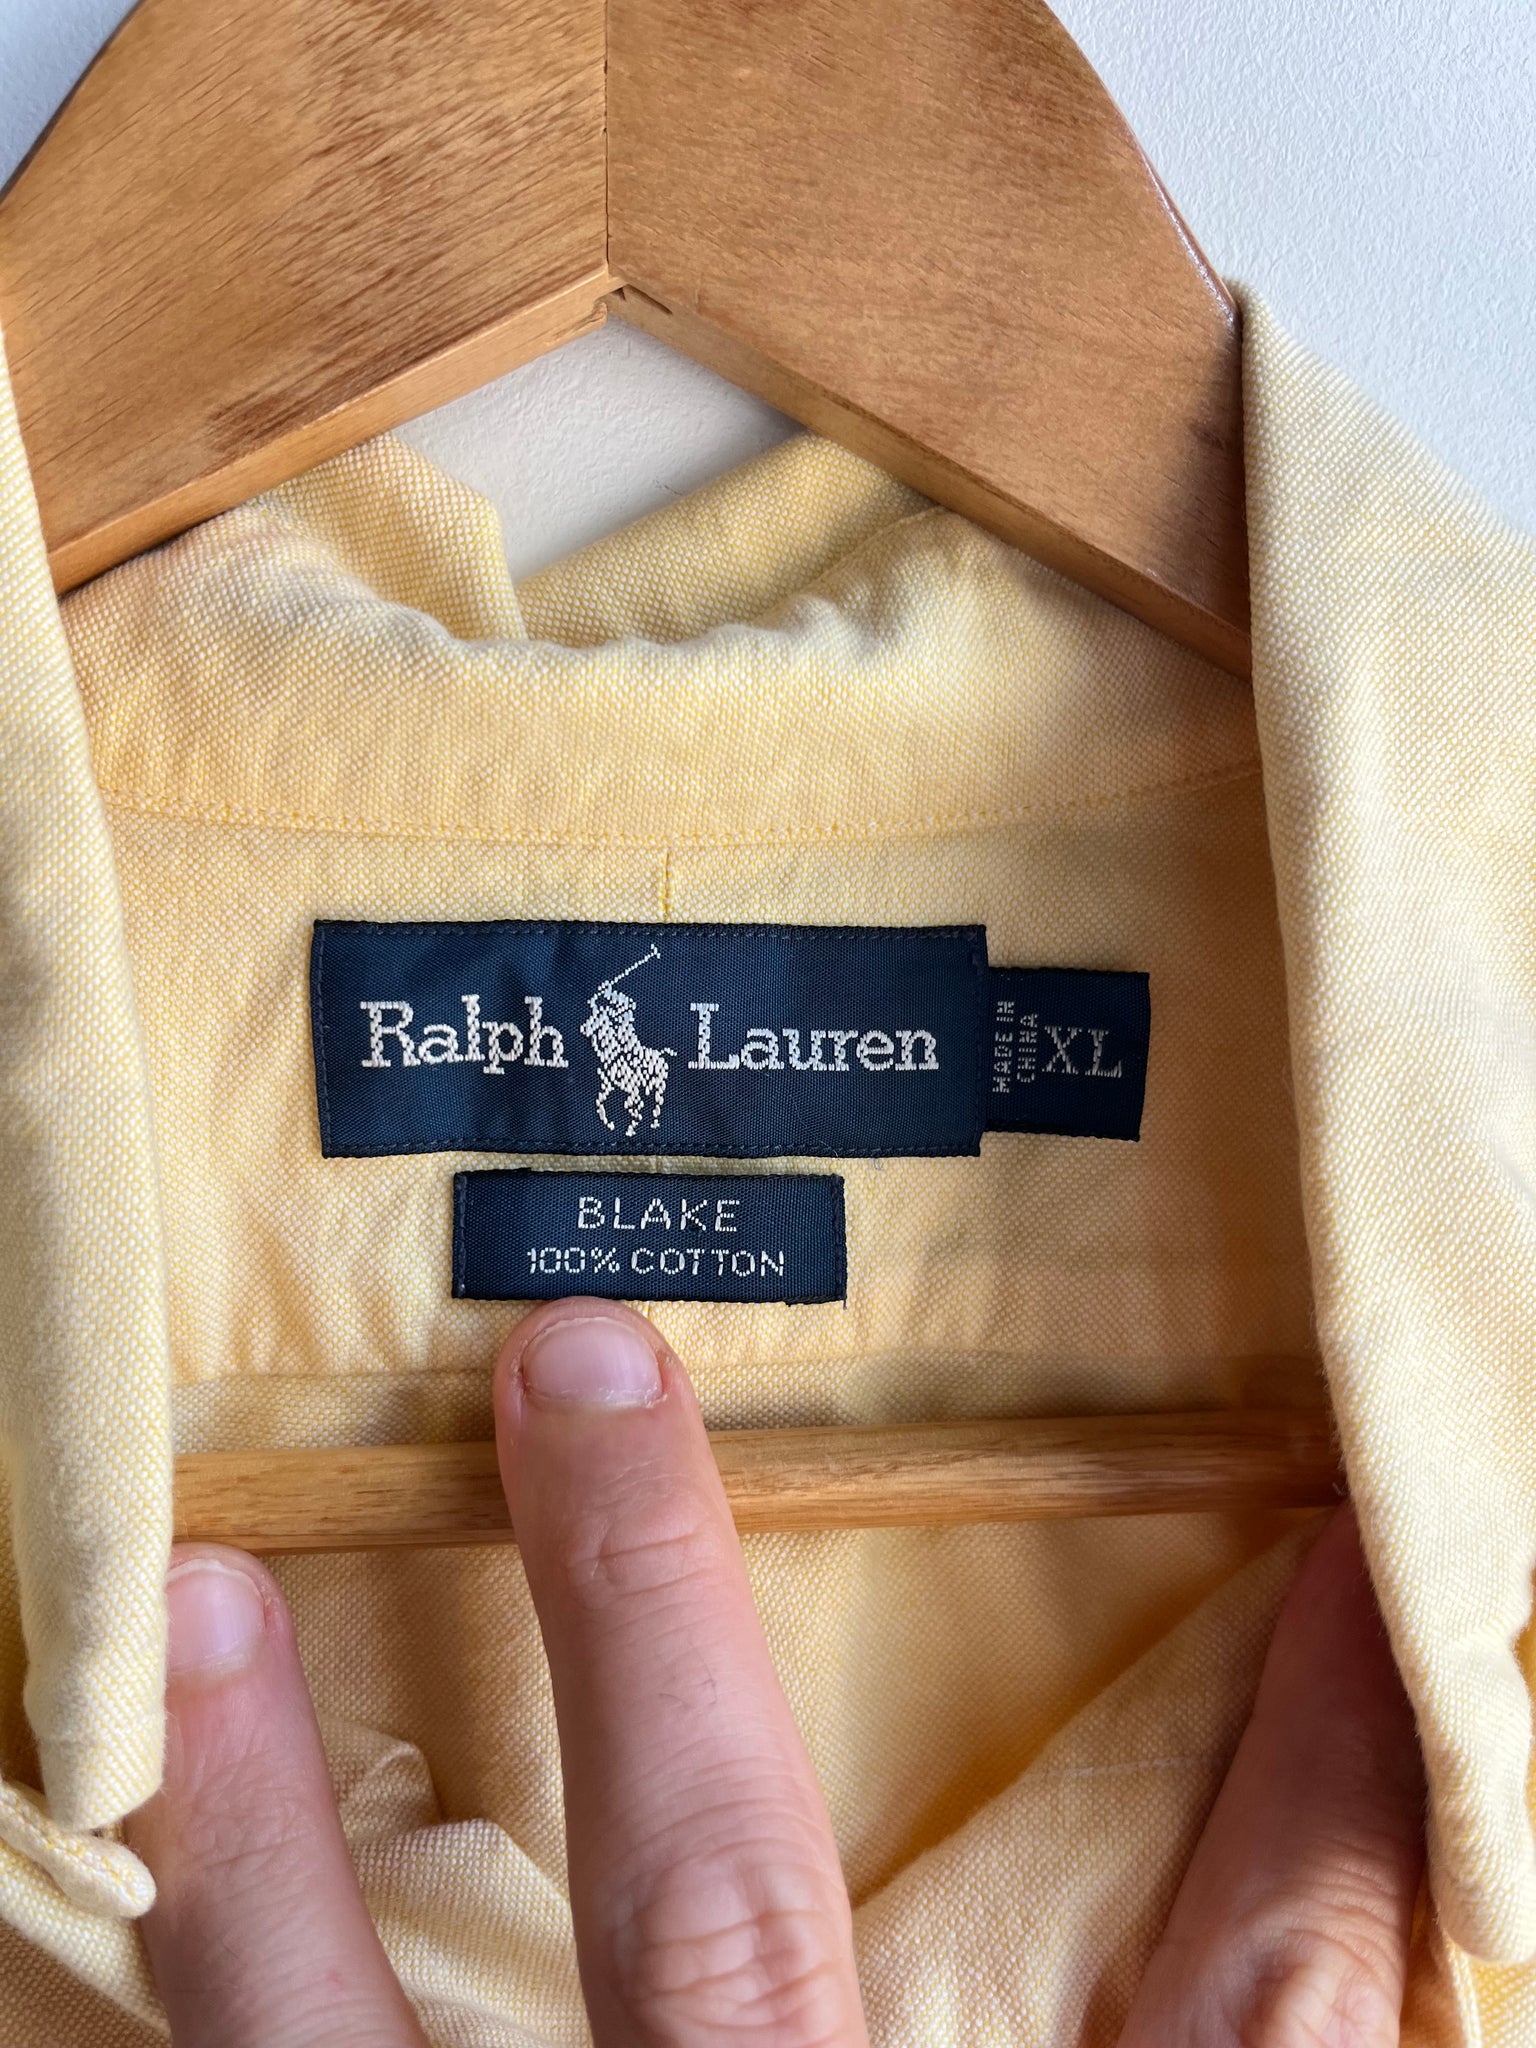 Ralph Lauren
MADE IN
CHINA
XL
BLAKE
100% COTTON